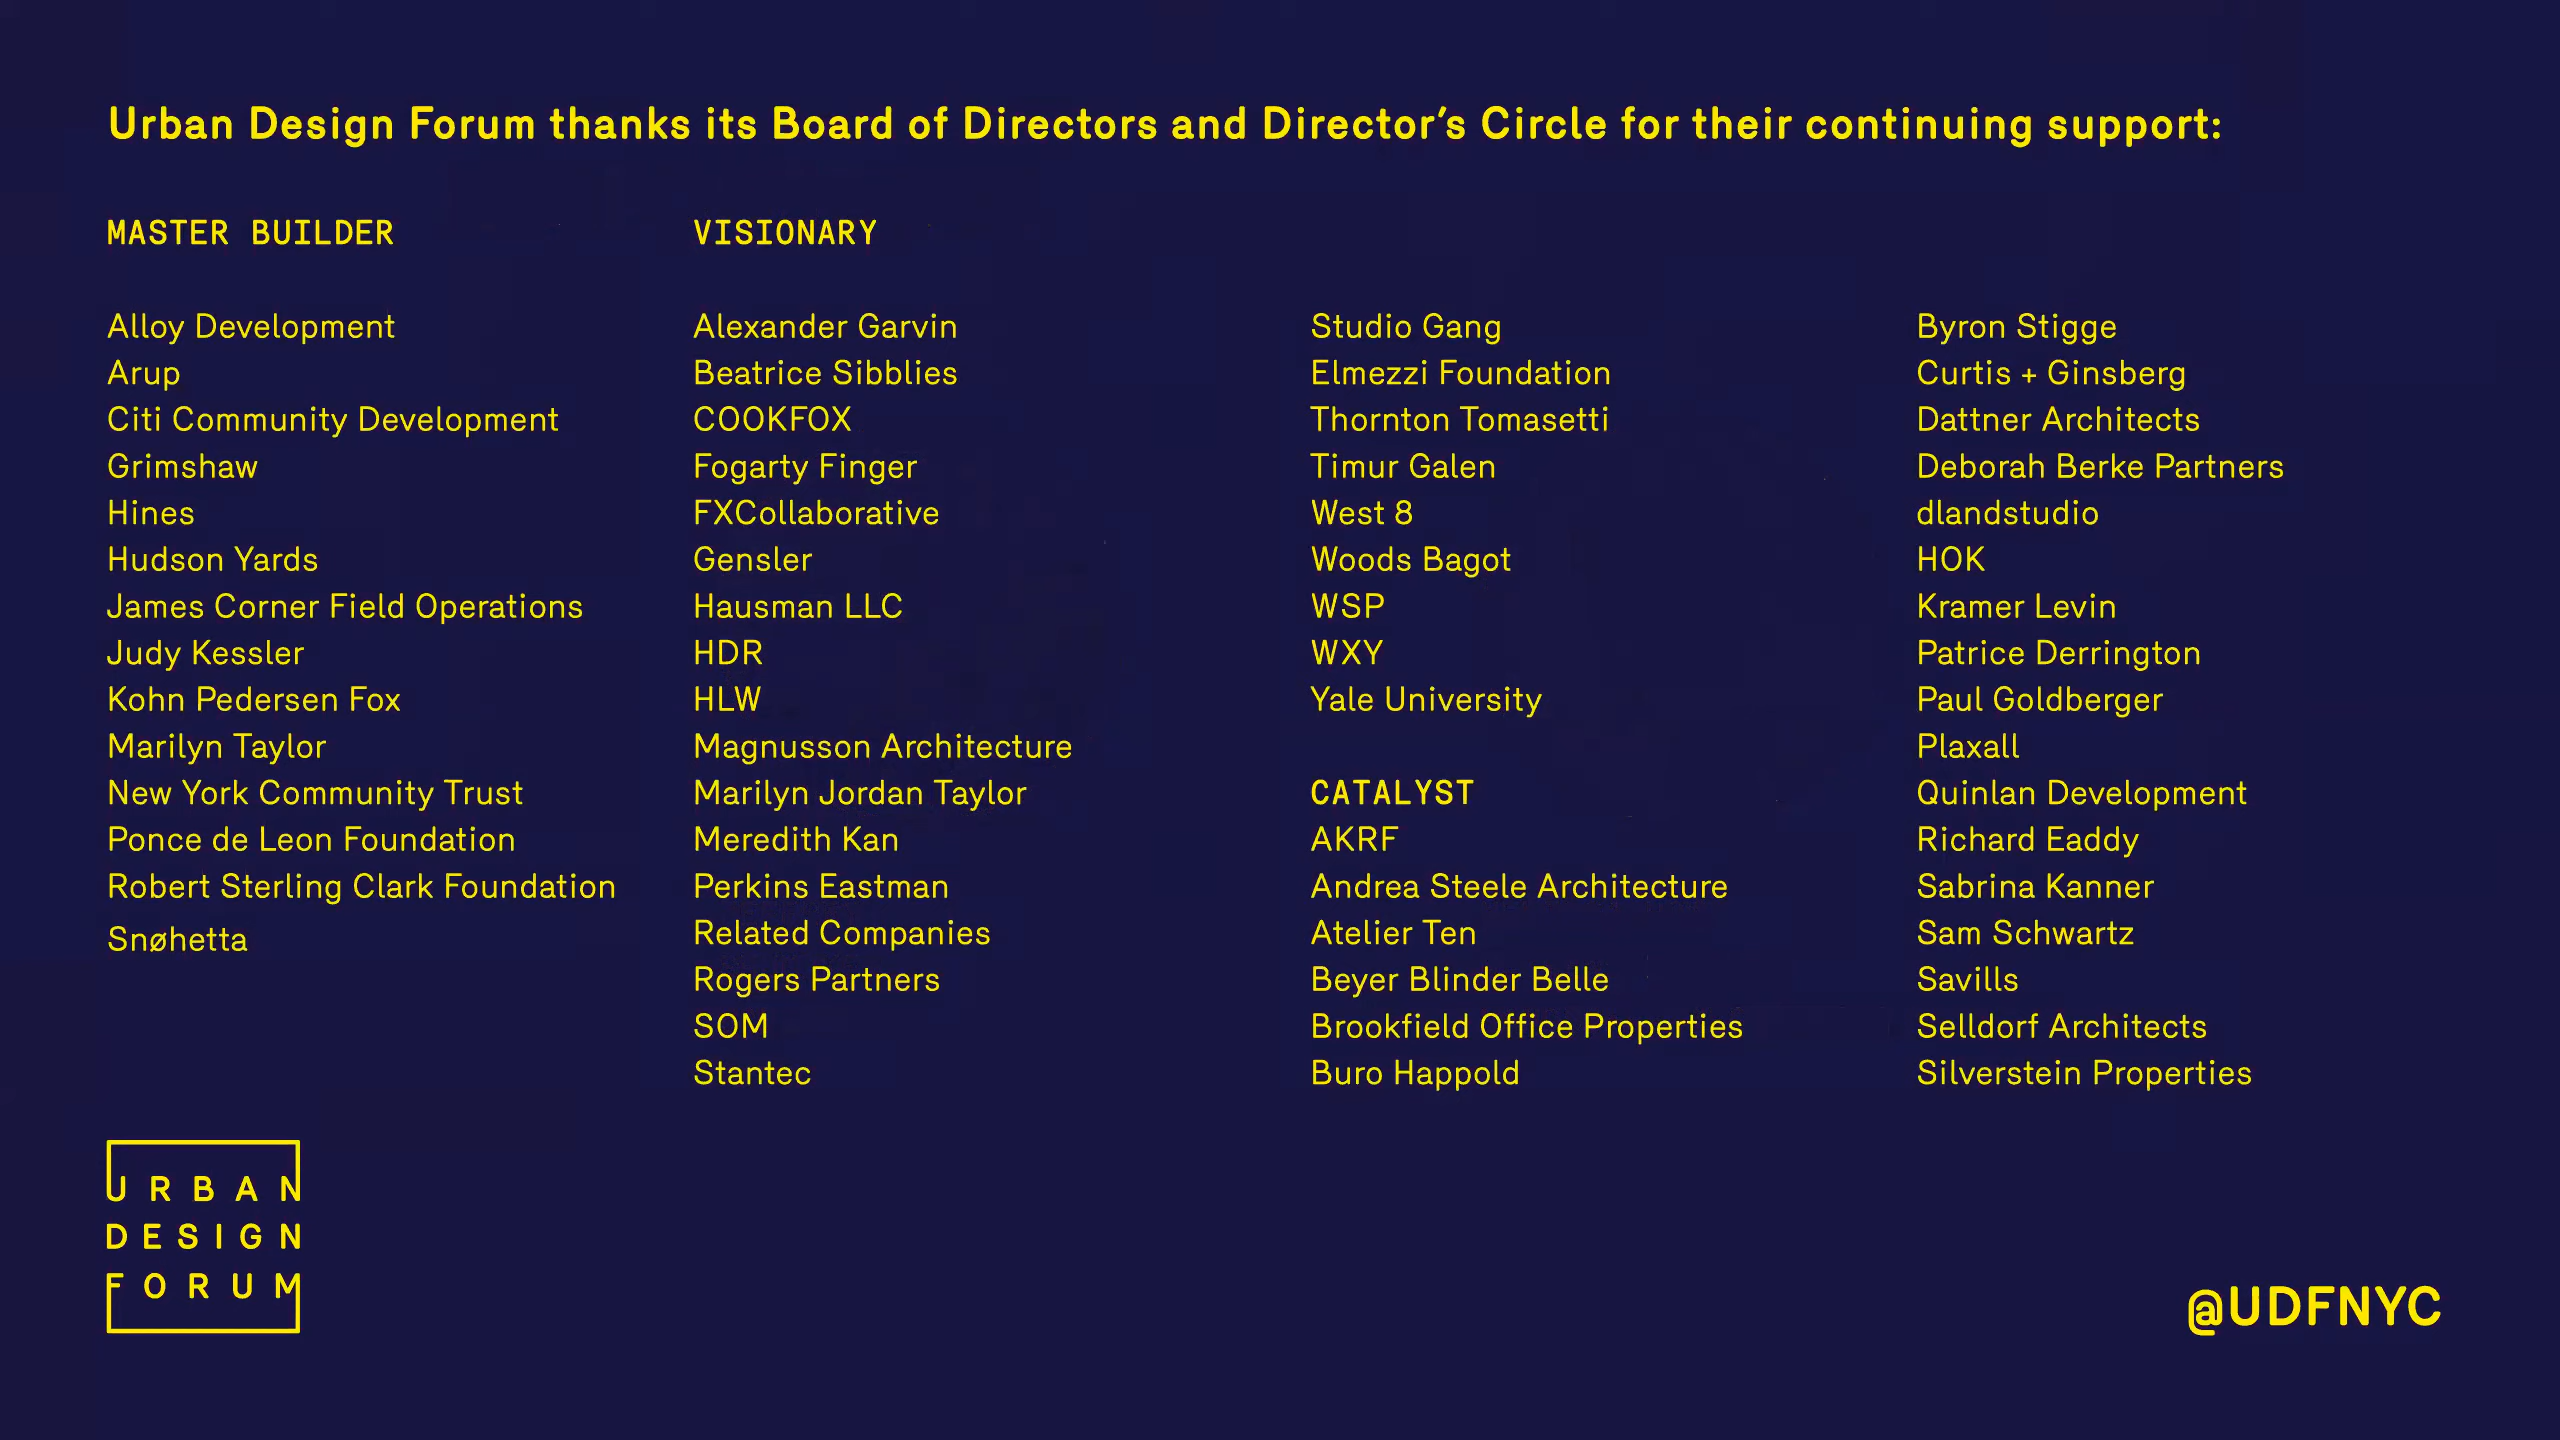 Urban Design Forum thanks its Board of Directors and Director's Circle for their continuing support:
MASTER BUILDER
Alloy Development
Arup
Citi Community Development
Grimshaw
Hines
Hudson Yards
James Corner Field Operations
Judy Kessler
Kohn Pedersen Fox
Marilyn Taylor
New York Community Trust
Ponce de Leon Foundation
Robert Sterling Clark Foundation
Snøhetta
VISIONARY
Alexander Garvin
Beatrice Sibblies
COOKFOX
Fogarty Finger
FXCollaborative
Gensler
Hausman LLC
HDR
HLW
Magnusson Architecture
Marilyn Jordan Taylor
Meredith Kan
Perkins Eastman
Related Companies
Rogers Partners
SOM
Stantec
Studio Gang
Elmezzi Foundation
Thornton Tomasetti
Timur Galen
West 8
Woods Bagot
WSP
WXY
Yale University
CATALYST
AKRF
Andrea Steele Architecture
Atelier Ten
Beyer Blinder Belle
Brookfield Office Properties
Buro Happold
Byron Stigge
Curtis + Ginsberg
Dattner Architects
Deborah Berke Partners
dlandstudio
HOK
Kramer Levin
Patrice Derrington
Paul Goldberger
Plaxall
Quinlan Development
Richard Eaddy
Sabrina Kanner
Sam Schwartz
Savills
Selldorf Architects
Silverstein Properties
URBAN
DESIGN
FORUM
@UDFNYC